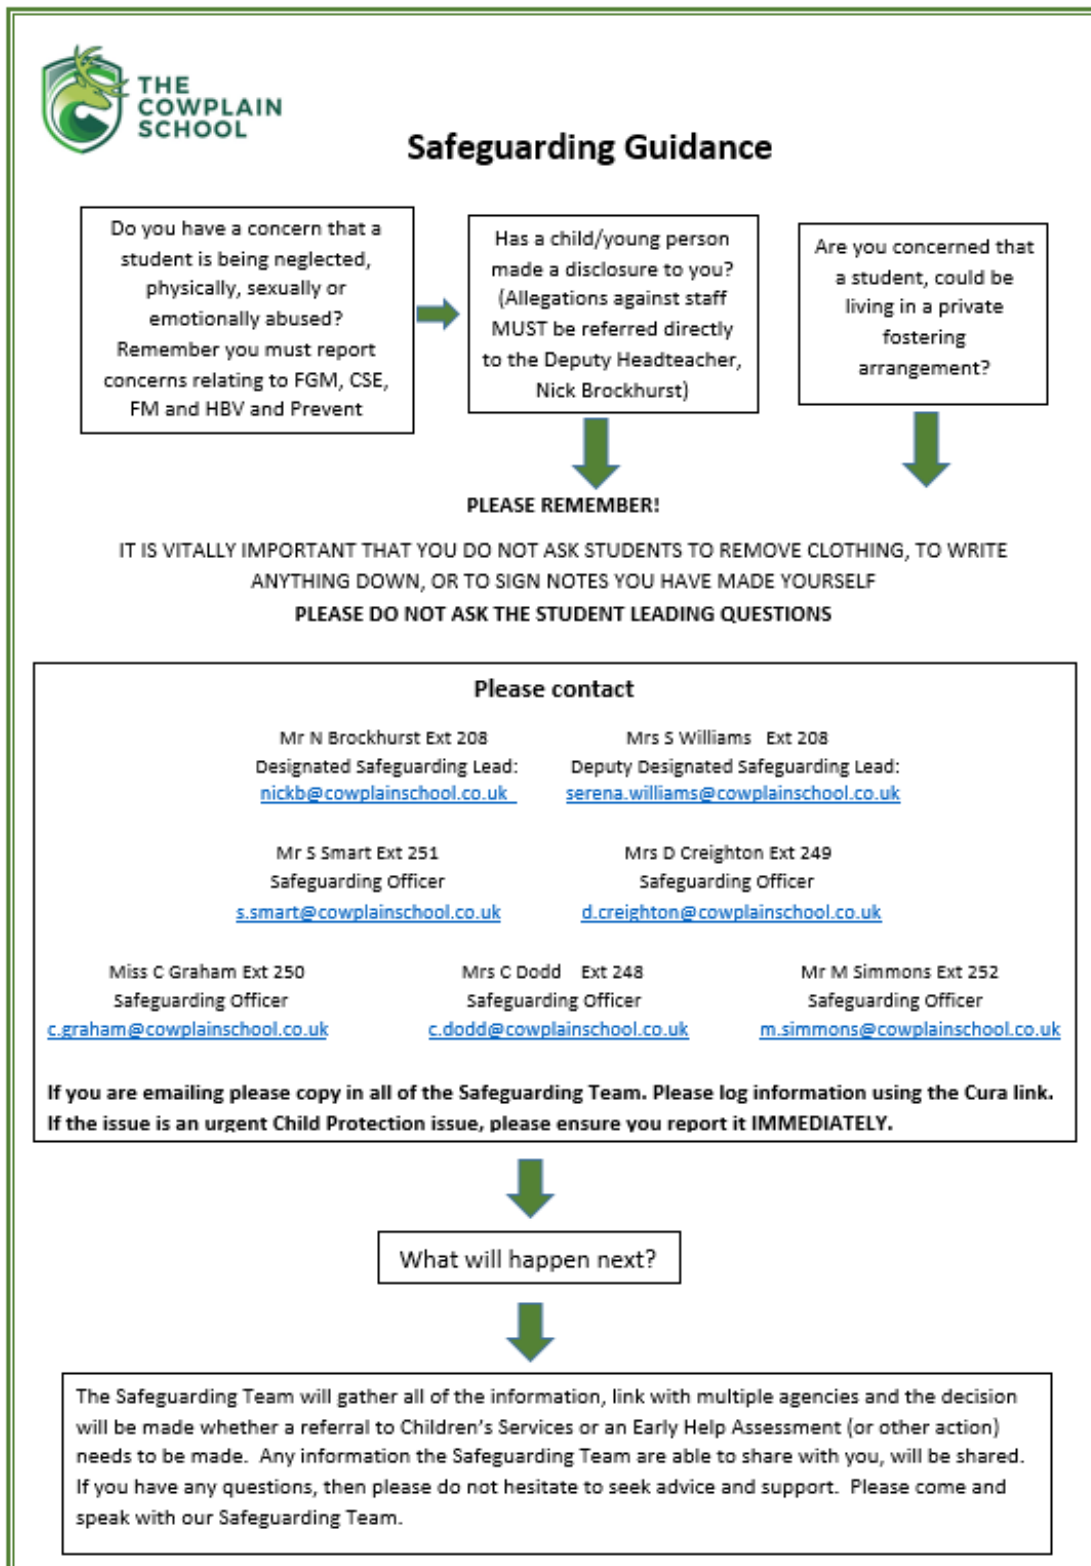 THE
COWPLAIN
SCHOOL
Safeguarding Guidance
Do you have a concern that a
student is being neglected,
physically, sexually or
emotionally abused?
Remember you must report
concerns relating to FGM, CSE,
FM and HBV and Prevent
Has a child/young person
made a disclosure to you?
(Allegations against staff
MUST be referred directly
to the Deputy Headteacher,
Nick Brockhurst)
Are you concerned that
a student, could be
living in a private
fostering
arrangement?
PLEASE REMEMBER!
IT IS VITALLY IMPORTANT THAT YOU DO NOT ASK STUDENTS TO REMOVE CLOTHING, TO WRITE
ANYTHING DOWN, OR TO SIGN NOTES YOU HAVE MADE YOURSELF
PLEASE DO NOT ASK THE STUDENT LEADING QUESTIONS
Please contact
Mr N Brockhurst Ext 208
Designated Safeguarding Lead:
nickb@cowplainschool.co.uk
Mrs S Williams Ext 208
Deputy Designated Safeguarding Lead:
serena.williams@cowplainschool.co.uk
Mr S Smart Ext 251
Safeguarding Officer
s.smart@cowplainschool.co.uk
Mrs D Creighton Ext 249
Safeguarding Officer
d.creighton@cowplainschool.co.uk
Miss C Graham Ext 250
Safeguarding Officer
c.graham@cowplainschool.co.uk
Mrs C Dodd Ext 248
Safeguarding Officer
c.dodd@cowplainschool.co.uk
Mr M Simmons Ext 252
Safeguarding Officer
m.simmons@cowplainschool.co.uk
If you are emailing please copy in all of the Safeguarding Team. Please log information using the Cura link.
If the issue is an urgent Child Protection issue, please ensure you report it IMMEDIATELY.
What will happen next?
The Safeguarding Team will gather all of the information, link with multiple agencies and the decision
will be made whether a referral to Children's Services or an Early Help Assessment (or other action)
needs to be made. Any information the Safeguarding Team are able to share with you, will be shared.
If you have any questions, then please do not hesitate to seek advice and support. Please come and
speak with our Safeguarding Team.